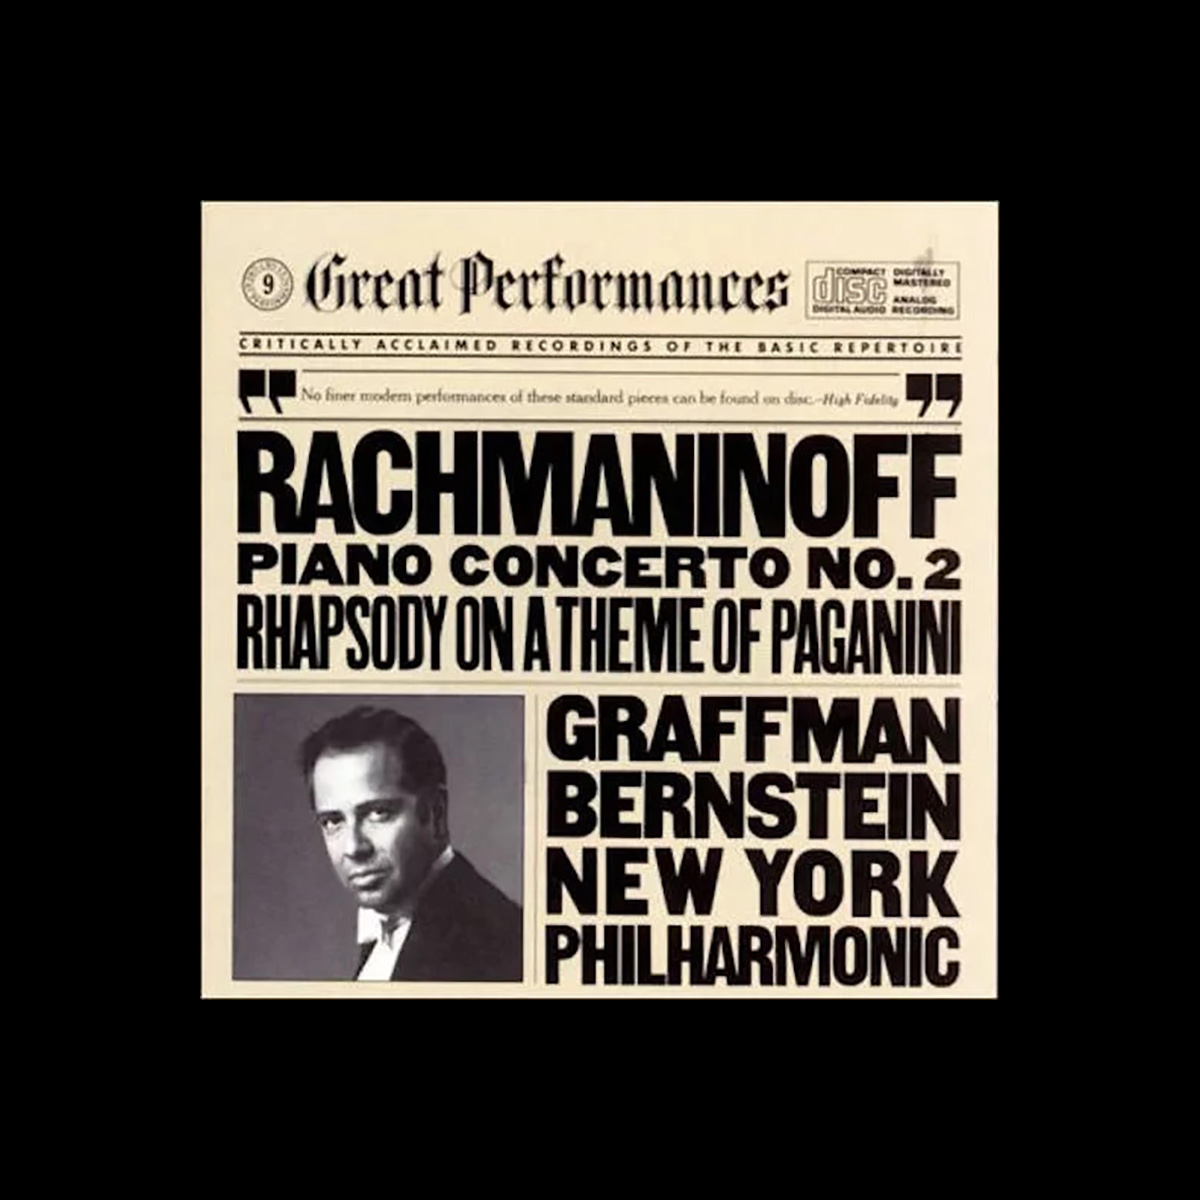 9
Great Performances
COMPACT
disc
DIGITAL AUDIO
DIGITALLY
MASTERED
ANALOG
RECORDING
CRITICALLY ACCLAIMED RECORDINGS OF THE BASIC REPERTOIRE
"No finer modern performances of these standard pieces can be found on disc.–High Fidelity"
RACHMANINOFF
PIANO CONCERTO NO. 2
RHAPSODY ON A THEME OF PAGANINI
GRAFFMAN
BERNSTEIN
NEW YORK
PHILHARMONIC